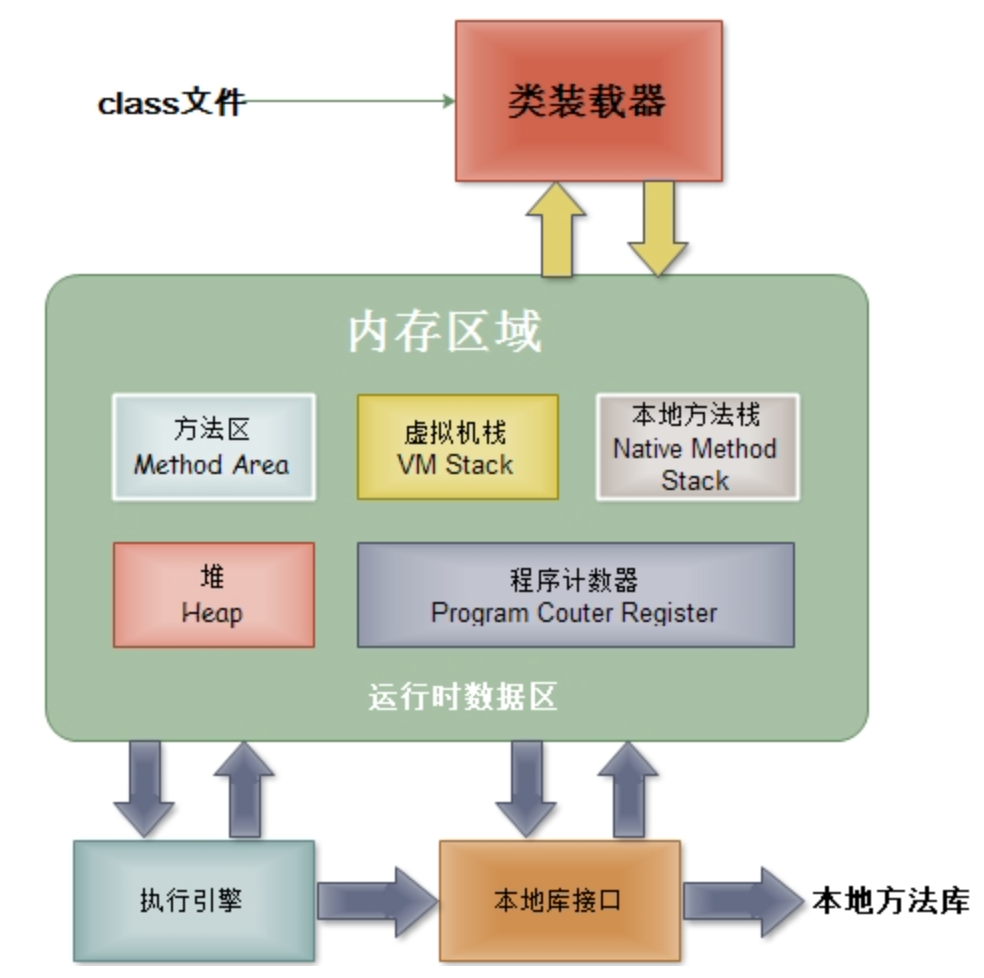 class文件
类装载器
内存区域
方法区
Method Area
虚拟机栈
VM Stack
本地方法栈
Native Method
Stack
堆
Heap
程序计数器
Program Couter Register
运行时数据区
执行引擎
本地库接口
本地方法库